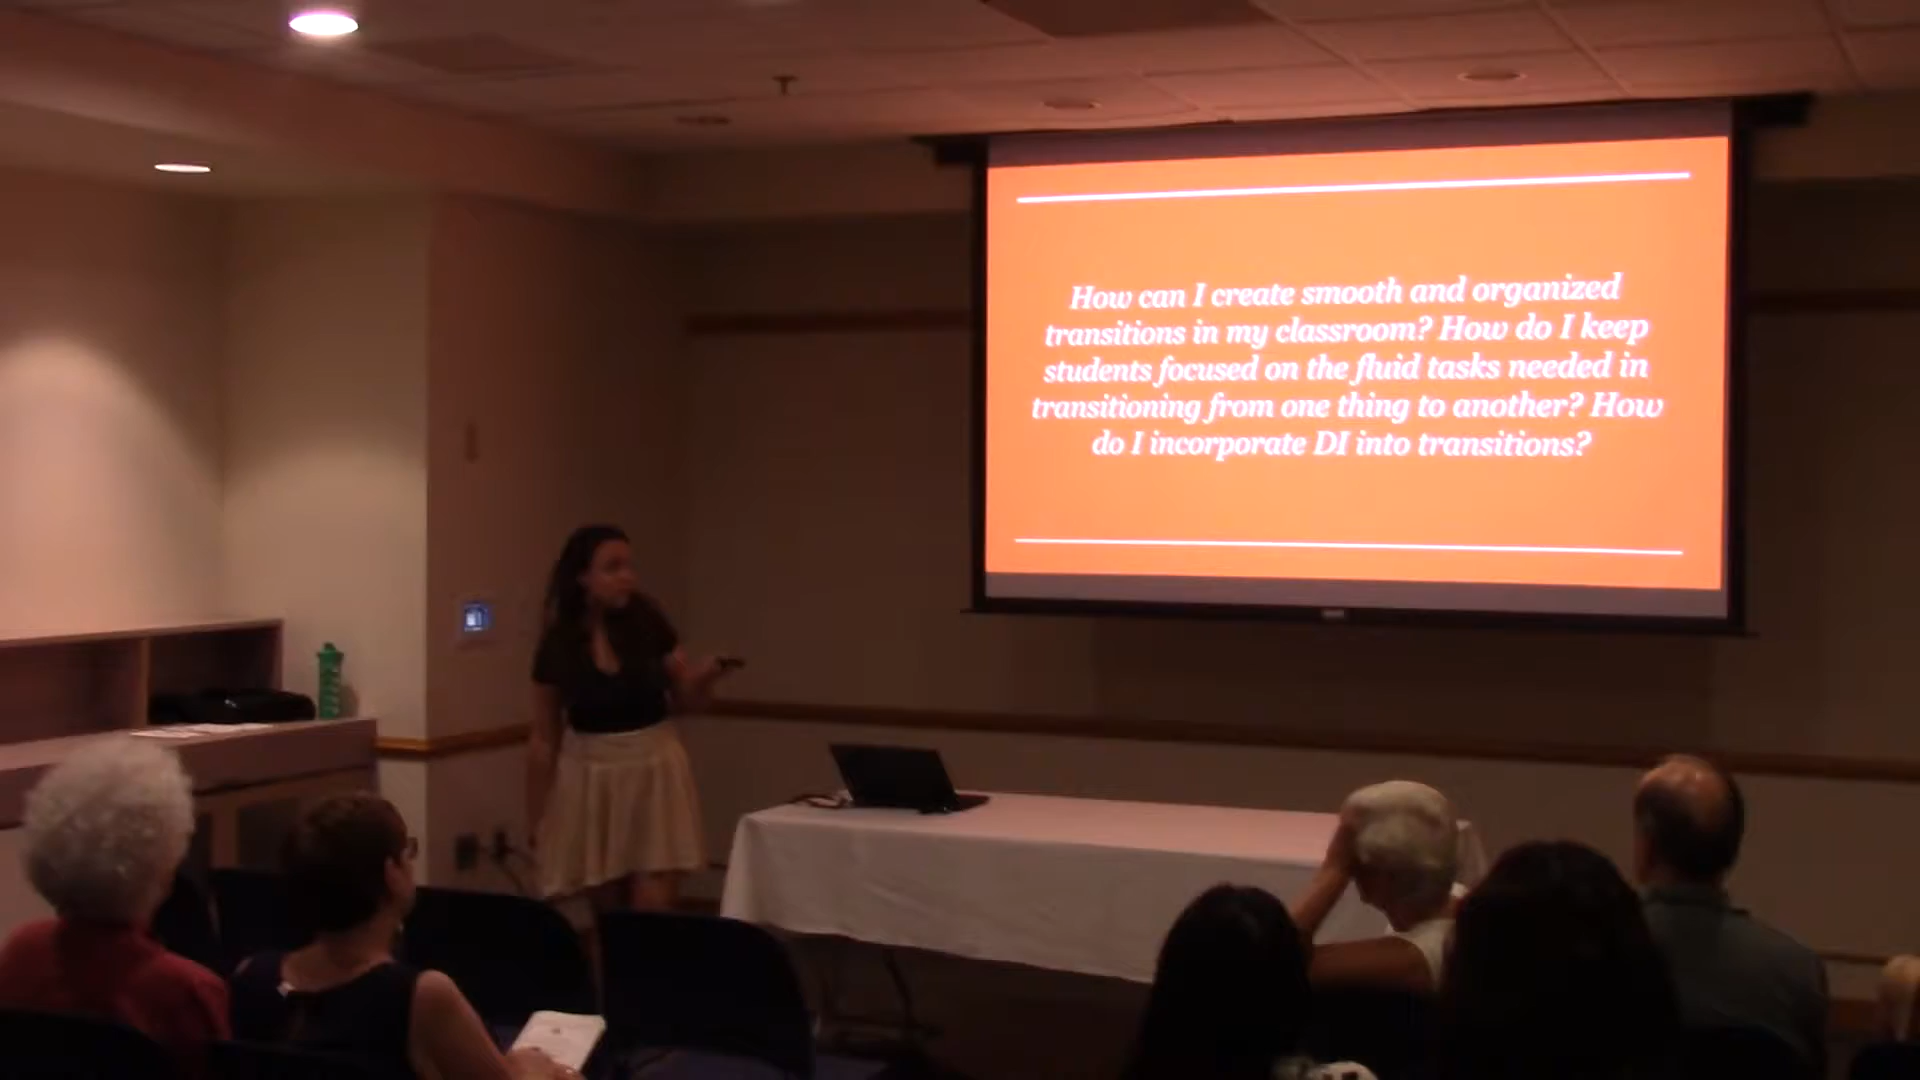 How can I create smooth and organized
transitions in my classroom? How do I keep
students focused on the fluid tasks needed in
transitioning from one thing to another? How
do I incorporate DI into transitions?